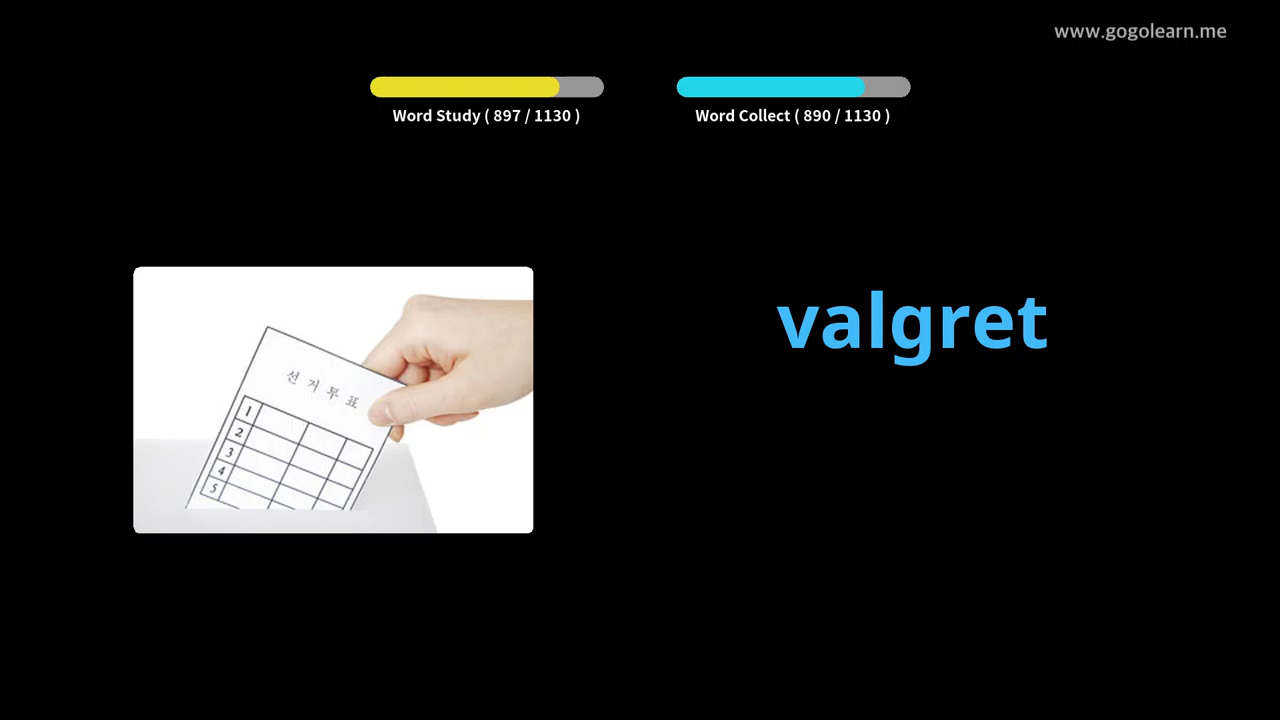 www.gogolearn.me
Word Study ( 897 / 1130 )
Word Collect ( 890 / 1130 )
valgret
선거투표
1
2
3
4
5